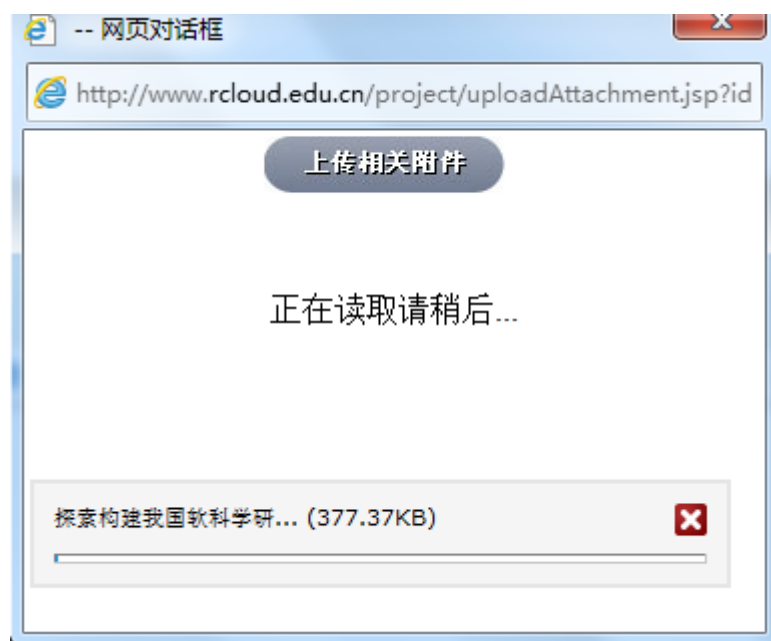 -- 网页对话框
http://www.rcloud.edu.cn/project/uploadAttachment.jsp?id
上传相关附件
正在读取请稍后...
探索构建我国软科学研... (377.37KB)